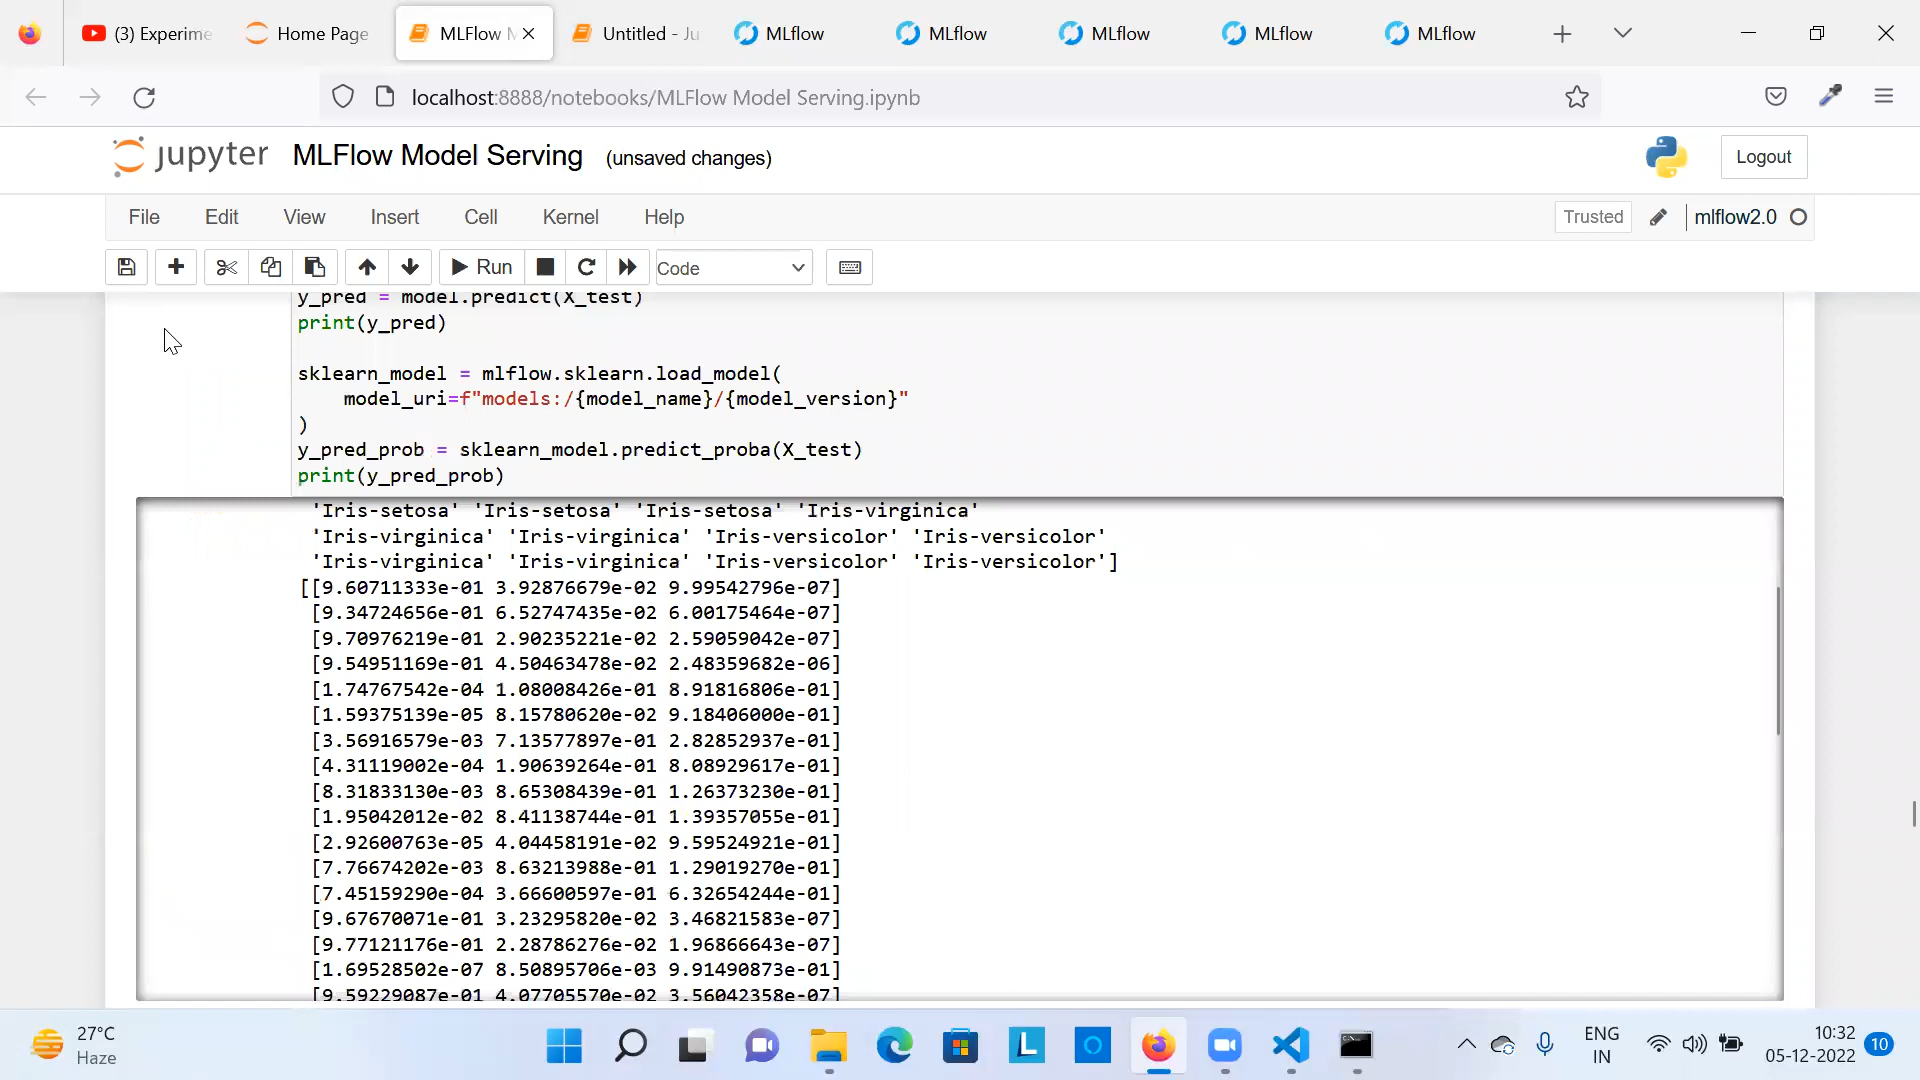 (3) Experime
Home Page
MLFlow M
Untitled - Ju
MLflow
MLflow
MLflow
MLflow
MLflow
localhost:8888/notebooks/MLFlow Model Serving.ipynb
jupyter
MLFlow Model Serving (unsaved changes)
Logout
File Edit View Insert Cell Kernel Help
Trusted
mlflow2.0
Run
Code
y_pred = model.predict(X_test)
print(y_pred)
sklearn_model = mlflow.sklearn.load_model(
model_uri=f"models:/{model_name}/{model_version}"
)
y_pred_prob = sklearn_model.predict_proba(X_test)
print(y_pred_prob)
'Iris-setosa' 'Iris-setosa' 'Iris-setosa' 'Iris-virginica'
'Iris-virginica' 'Iris-virginica' 'Iris-versicolor' 'Iris-versicolor'
'Iris-virginica' 'Iris-virginica' 'Iris-versicolor' 'Iris-versicolor']
[[9.60711333e-01 3.92876679e-02 9.99542796e-07]
[9.34724656e-01 6.52747435e-02 6.00175464e-07]
[9.70976219e-01 2.90235221e-02 2.59059042e-07]
[9.54951169e-01 4.50463478e-02 2.48359682e-06]
[1.74767542e-04 1.08008426e-01 8.91816806e-01]
[1.59375139e-05 8.15780620e-02 9.18406000e-01]
[3.56916579e-03 7.13577897e-01 2.82852937e-01]
[4.31119002e-04 1.90639264e-01 8.08929617e-01]
[8.31833130e-03 8.65308439e-01 1.26373230e-01]
[1.95042012e-02 8.41138744e-01 1.39357055e-01]
[2.92600763e-05 4.04458191e-02 9.59524921e-01]
[7.76674202e-03 8.63213988e-01 1.29019270e-01]
[7.45159290e-04 3.66600597e-01 6.32654244e-01]
[9.67670071e-01 3.23295820e-02 3.46821583e-07]
[9.77121176e-01 2.28786276e-02 1.96866643e-07]
[1.69528502e-07 8.50895706e-03 9.91490873e-01]
[9.59229087e-01 4.07705570e-02 3.56042358e-07]
27°C
Haze
ENG
IN
10:32
05-12-2022
10